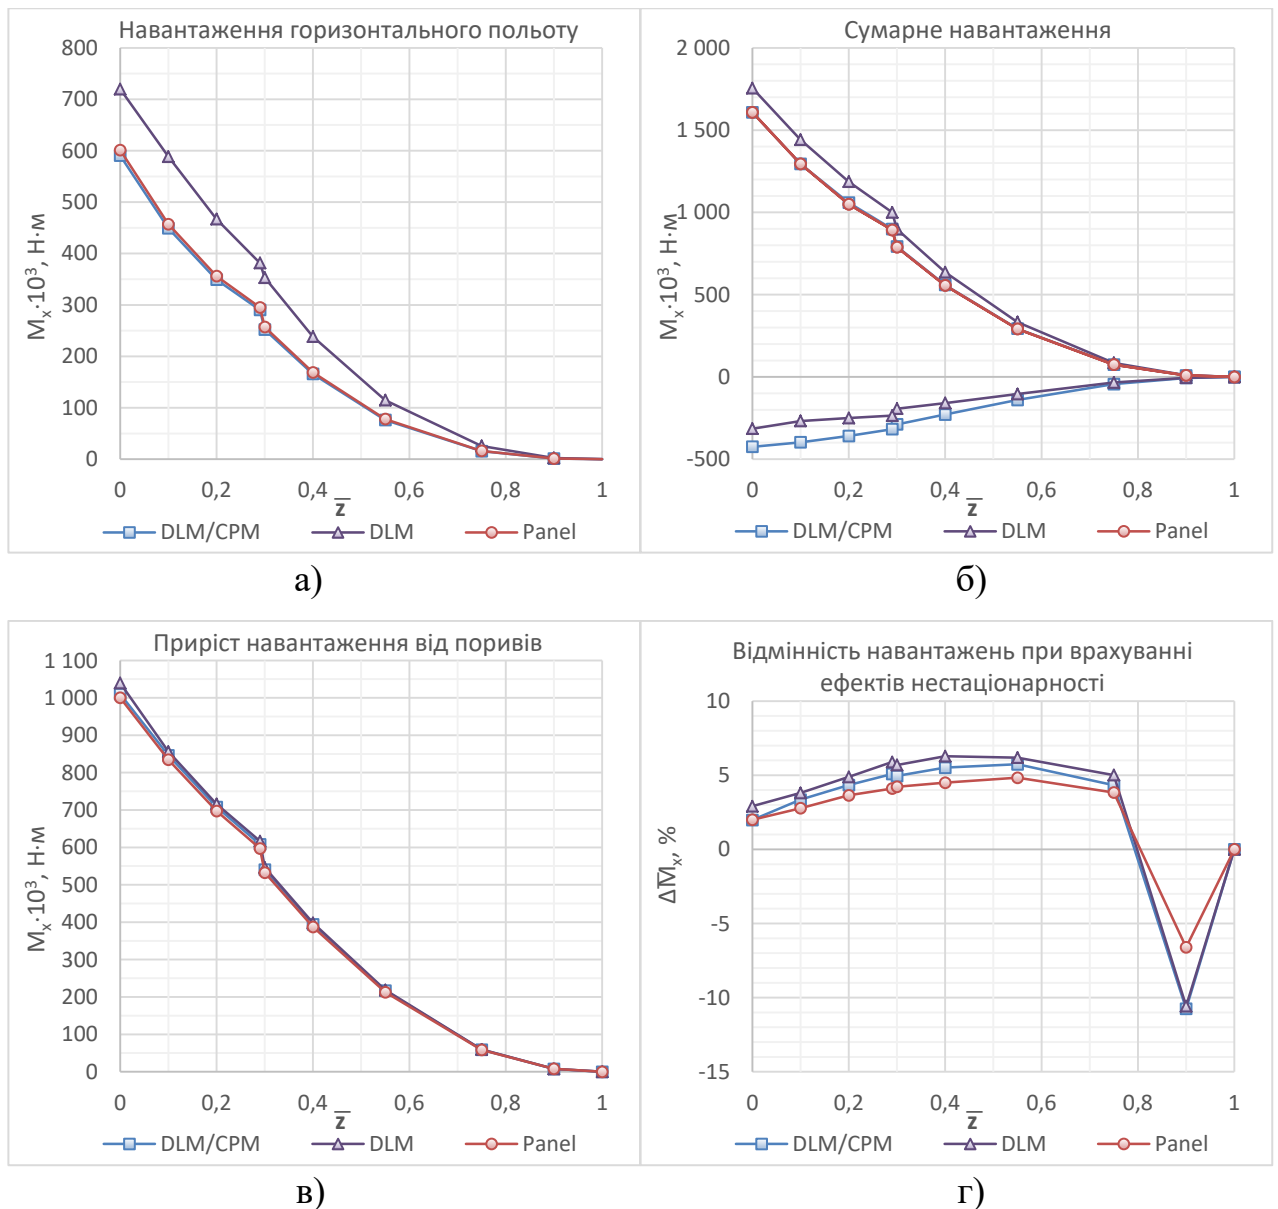 Навантаження горизонтального польоту
800
700
600
500
400
300
200
100
0
Mₓ·10³, Н·м
0 0,2 0,4 0,6 0,8 1
z̅
DLM/CPM DLM Panel
а)
Сумарне навантаження
2 000
1 500
1 000
500
0
-500
Mₓ·10³, Н·м
0 0,2 0,4 0,6 0,8 1
z̅
DLM/CPM DLM Panel
б)
Приріст навантаження від поривів
1 100
1 000
900
800
700
600
500
400
300
200
100
0
Mₓ·10³, Н·м
0 0,2 0,4 0,6 0,8 1
z̅
DLM/CPM DLM Panel
в)
Відмінність навантажень при врахуванні
ефектів нестаціонарності
10
5
0
-5
-10
-15
ΔM̅ₓ, %
0 0,2 0,4 0,6 0,8 1
z̅
DLM/CPM DLM Panel
г)